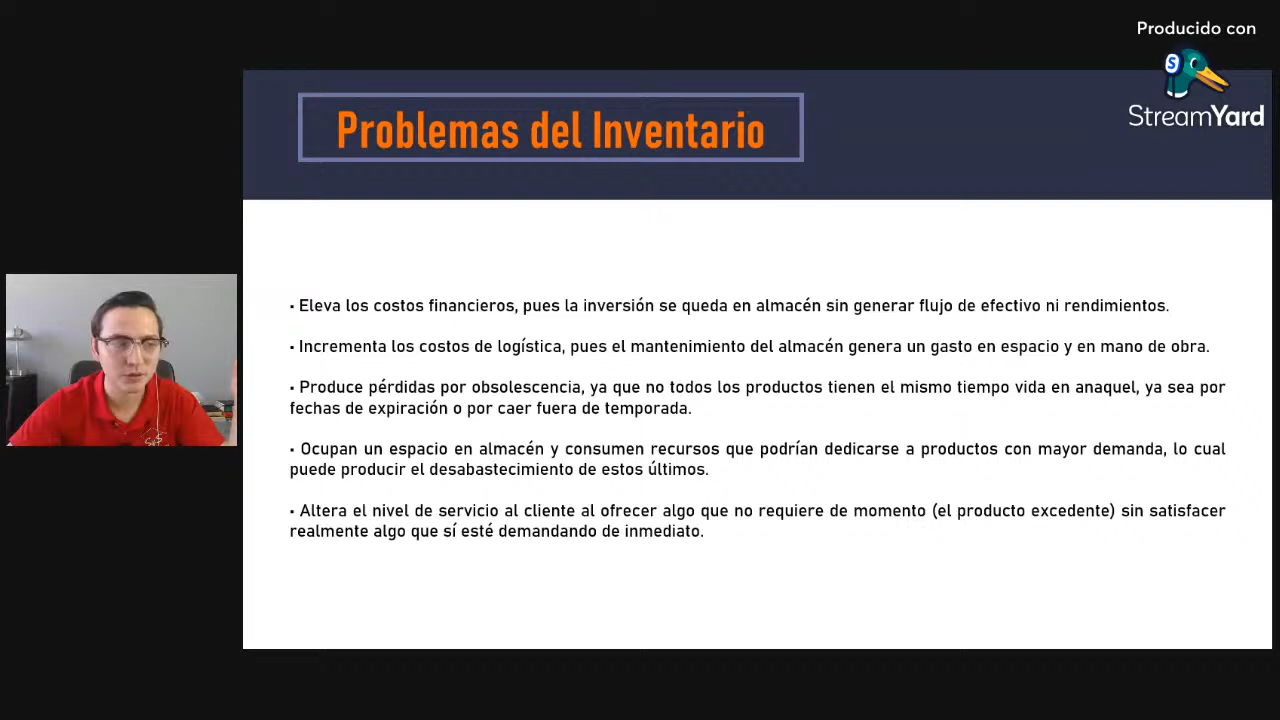 Producido con
StreamYard
Problemas del Inventario
▪ Eleva los costos financieros, pues la inversión se queda en almacén sin generar flujo de efectivo ni rendimientos.
▪ Incrementa los costos de logística, pues el mantenimiento del almacén genera un gasto en espacio y en mano de obra.
▪ Produce pérdidas por obsolescencia, ya que no todos los productos tienen el mismo tiempo vida en anaquel, ya sea por
fechas de expiración o por caer fuera de temporada.
▪ Ocupan un espacio en almacén y consumen recursos que podrían dedicarse a productos con mayor demanda, lo cual
puede producir el desabastecimiento de estos últimos.
▪ Altera el nivel de servicio al cliente al ofrecer algo que no requiere de momento (el producto excedente) sin satisfacer
realmente algo que sí esté demandando de inmediato.